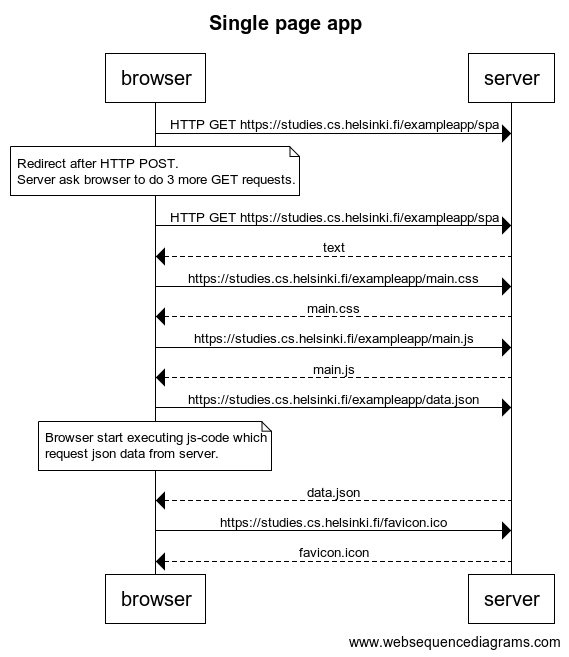 Single page app
browser
server
HTTP GET https://studies.cs.helsinki.fi/exampleapp/spa
Redirect after HTTP POST.
Server ask browser to do 3 more GET requests.
HTTP GET https://studies.cs.helsinki.fi/exampleapp/spa
text
https://studies.cs.helsinki.fi/exampleapp/main.css
main.css
https://studies.cs.helsinki.fi/exampleapp/main.js
main.js
https://studies.cs.helsinki.fi/exampleapp/data.json
Browser start executing js-code which
request json data from server.
data.json
https://studies.cs.helsinki.fi/favicon.ico
favicon.icon
browser
server
www.websequencediagrams.com